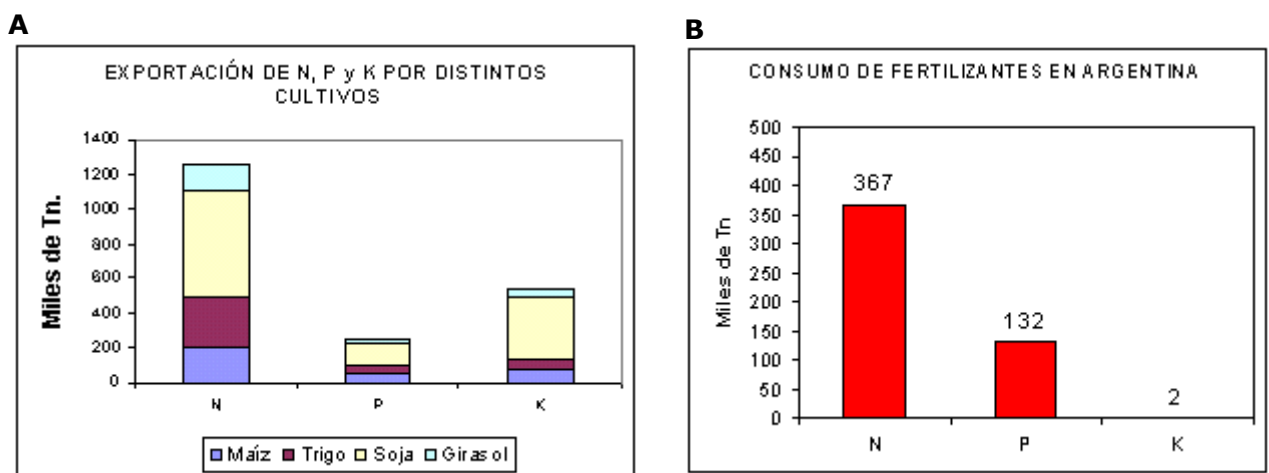 A
EXPORTACIÓN DE N, P y K POR DISTINTOS
CULTIVOS
Miles de Tn.
1400
1200
1000
800
600
400
200
0
N P K
Maíz Trigo Soja Girasol
B
CONSUMO DE FERTILIZANTES EN ARGENTINA
Miles de Tn
500
450
400
350
300
250
200
150
100
50
0
367
132
2
N P K